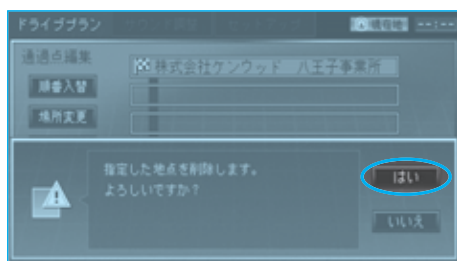 ドライブプラン
現在地 --:--
通過点編集
株式会社ケンウッド 八王子事業所
順番入替
場所変更
指定した地点を削除します。
よろしいですか?
はい
いいえ